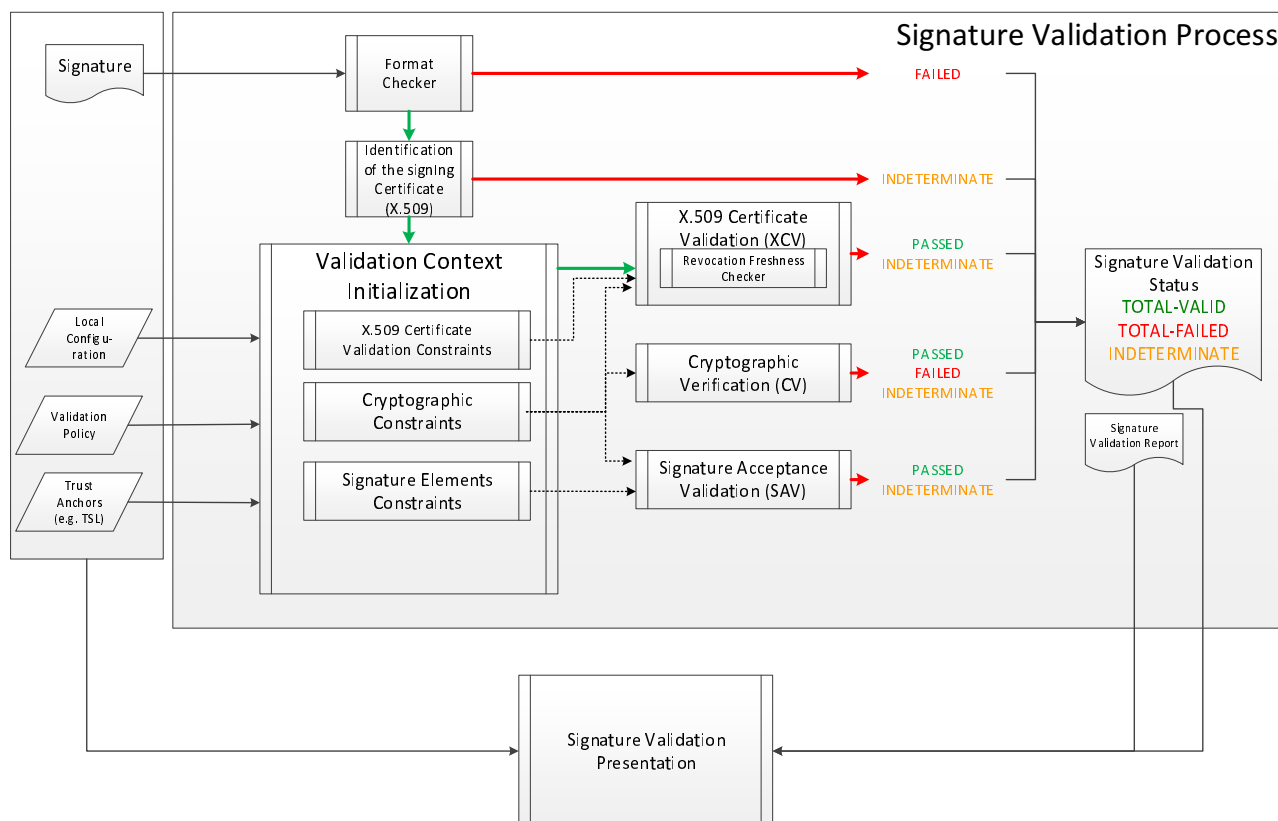 Signature Validation Process
Signature
Format
Checker
FAILED
Identification
of the signIng
Certificate
(X.509)
INDETERMINATE
Validation Context
Initialization
X.509 Certificate
Validation Constraints
Cryptographic
Constraints
Signature Elements
Constraints
Local
Configu-
ration
Validation
Policy
Trust
Anchors
(e.g. TSL)
X.509 Certificate
Validation (XCV)
Revocation Freshness
Checker
PASSED
INDETERMINATE
Cryptographic
Verification (CV)
PASSED
FAILED
INDETERMINATE
Signature Acceptance
Validation (SAV)
PASSED
INDETERMINATE
Signature Validation
Status
TOTAL-VALID
TOTAL-FAILED
INDETERMINATE
Signature
Validation Report
Signature Validation
Presentation